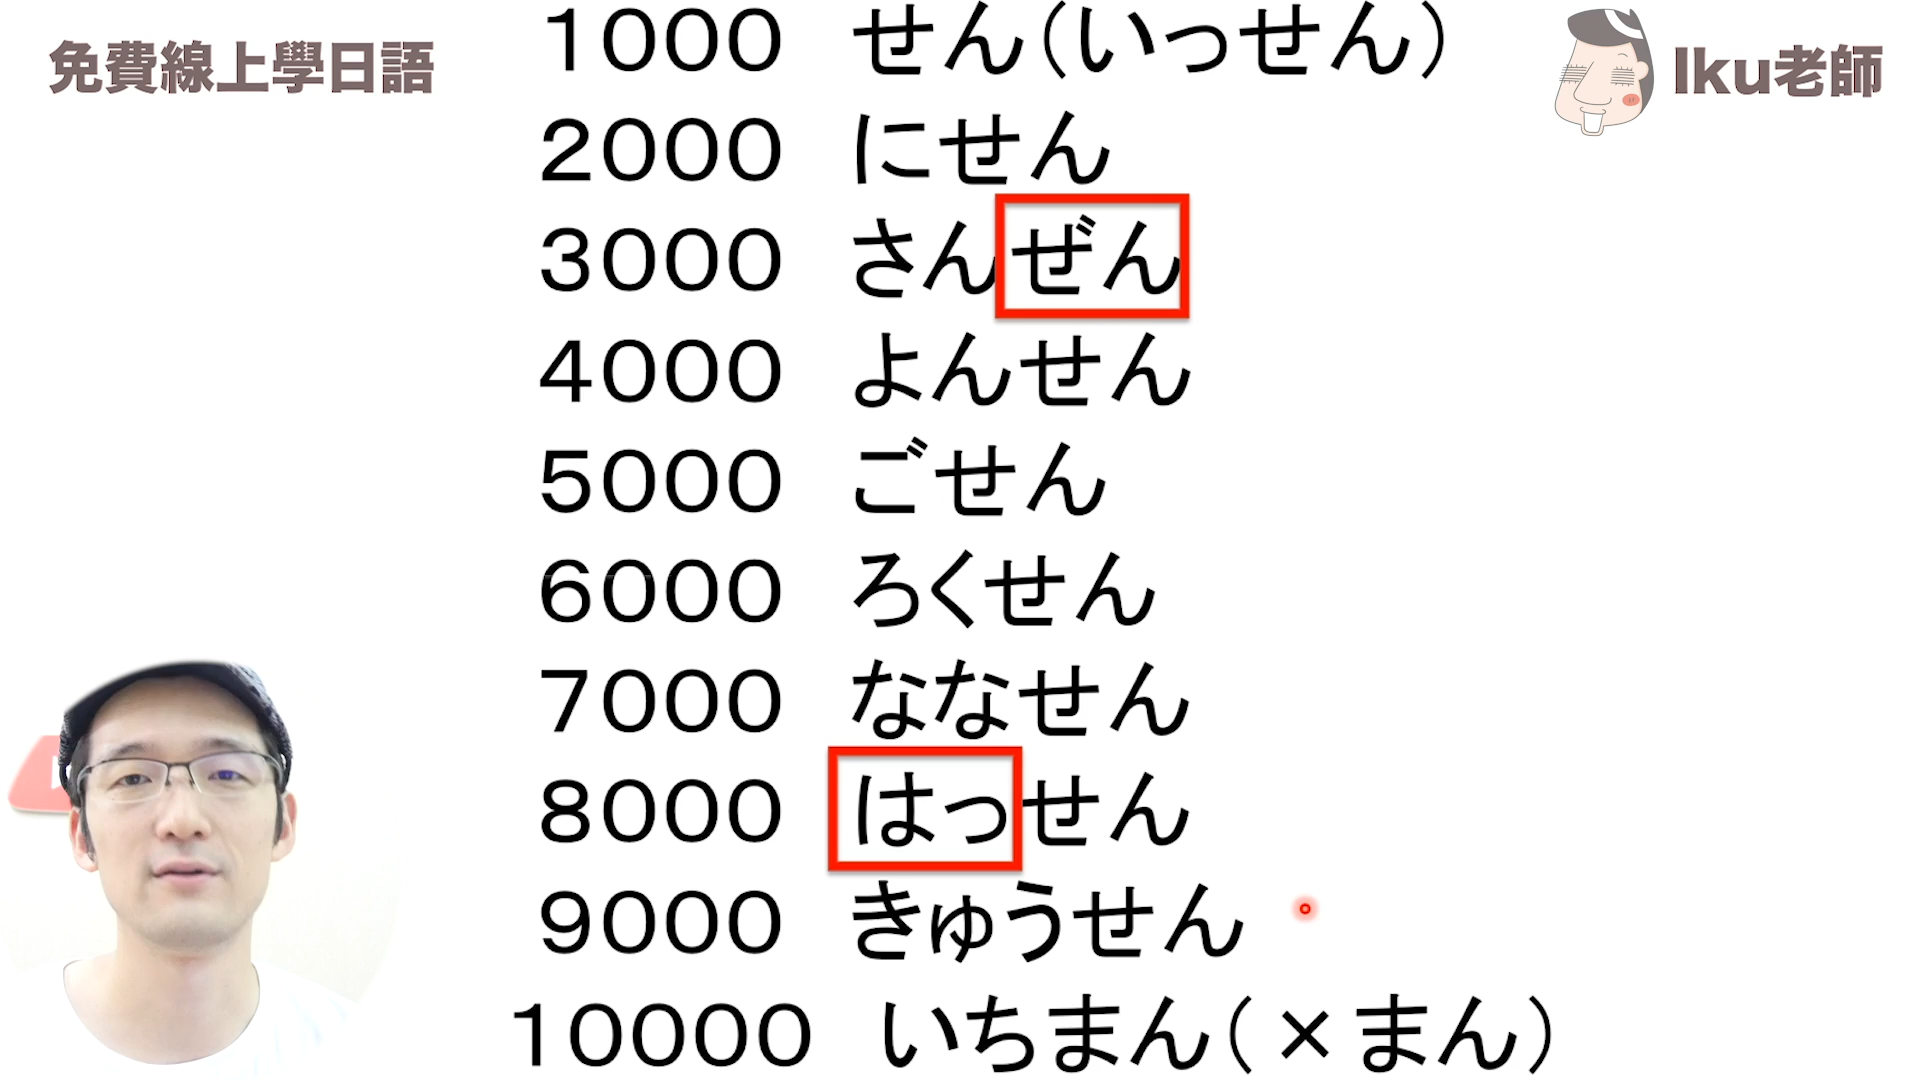 免費線上學日語
Iku老師
1000 せん(いっせん)
2000 にせん
3000 さんぜん
4000 よんせん
5000 ごせん
6000 ろくせん
7000 ななせん
8000 はっせん
9000 きゅうせん
10000 いちまん(×まん)